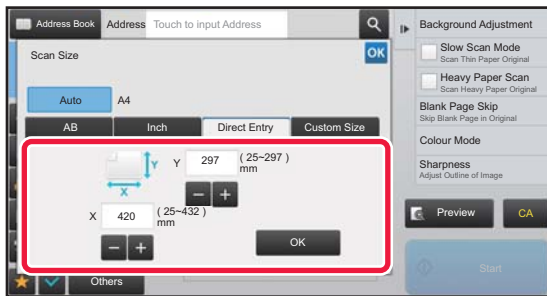 Address Book
Address
Touch to input Address
Scan Size
OK
Auto
A4
AB
Inch
Direct Entry
Custom Size
Y
Y
297
( 25~297 )
mm
X
X
420
( 25~432 )
mm
OK
Others
Background Adjustment
Slow Scan Mode
Scan Thin Paper Original
Heavy Paper Scan
Scan Heavy Paper Original
Blank Page Skip
Skip Blank Page in Original
Colour Mode
Sharpness
Adjust Outline of Image
Preview
CA
Start